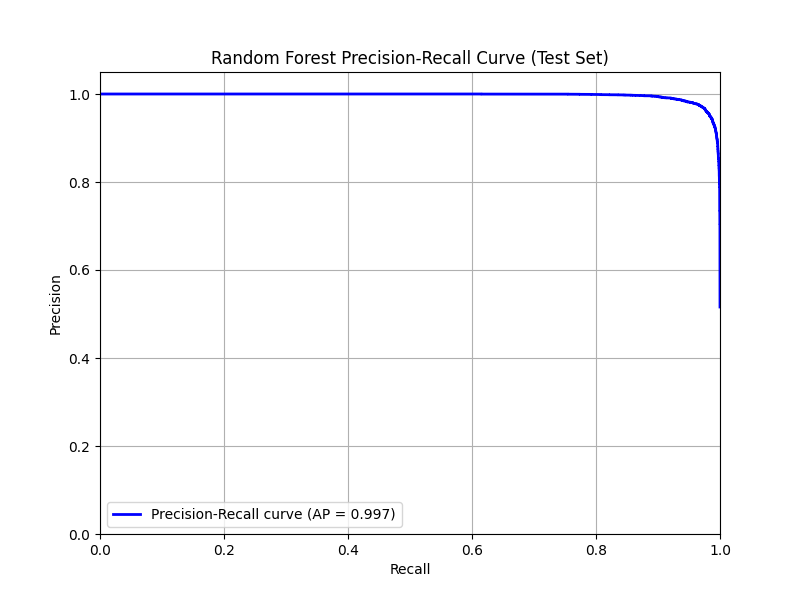 Random Forest Precision-Recall Curve (Test Set)
1.0
0.8
0.6
0.4
0.2
0.0
Precision
Precision-Recall curve (AP = 0.997)
0.0 0.2 0.4 0.6 0.8 1.0
Recall